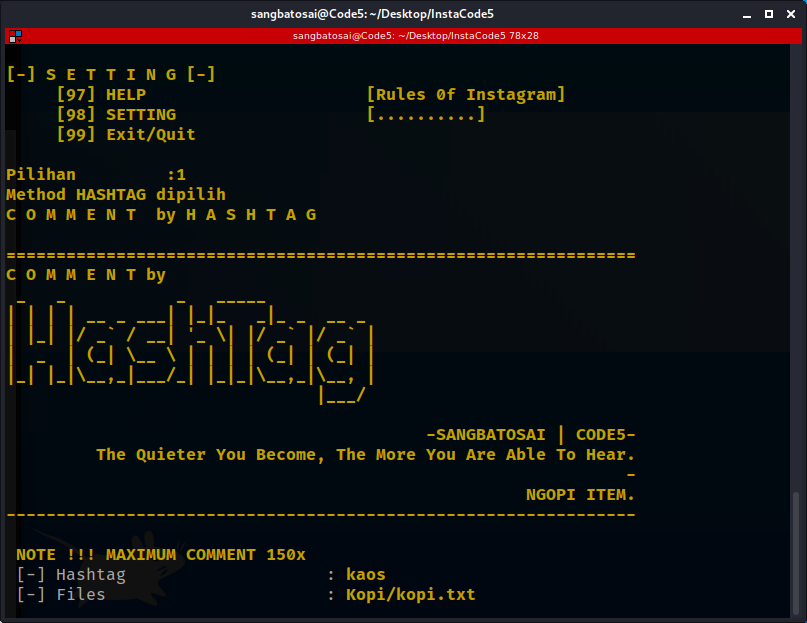 sangbatosai@Code5: ~/Desktop/InstaCode5
sangbatosai@Code5: ~/Desktop/InstaCode5 78x28
[-] S E T T I N G [-]
[97] HELP [Rules 0f Instagram]
[98] SETTING [..........]
[99] Exit/Quit
Pilihan :1
Method HASHTAG dipilih
C O M M E N T  by H A S H T A G
===============================================================
C O M M E N T by
HashTag
-SANGBATOSAI | CODE5-
The Quieter You Become, The More You Are Able To Hear.
-
NGOPI ITEM.
---------------------------------------------------------------
NOTE !!! MAXIMUM COMMENT 150x
[-] Hashtag : kaos
[-] Files : Kopi/kopi.txt